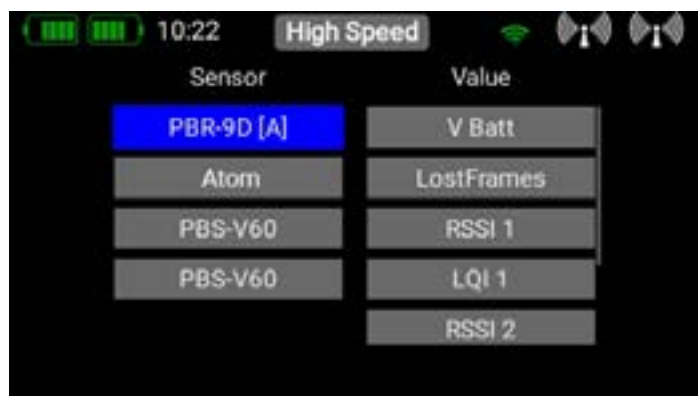 10:22 High Speed
Sensor Value
PBR-9D [A] V Batt
Atom LostFrames
PBS-V60 RSSI 1
PBS-V60 LQI 1
RSSI 2